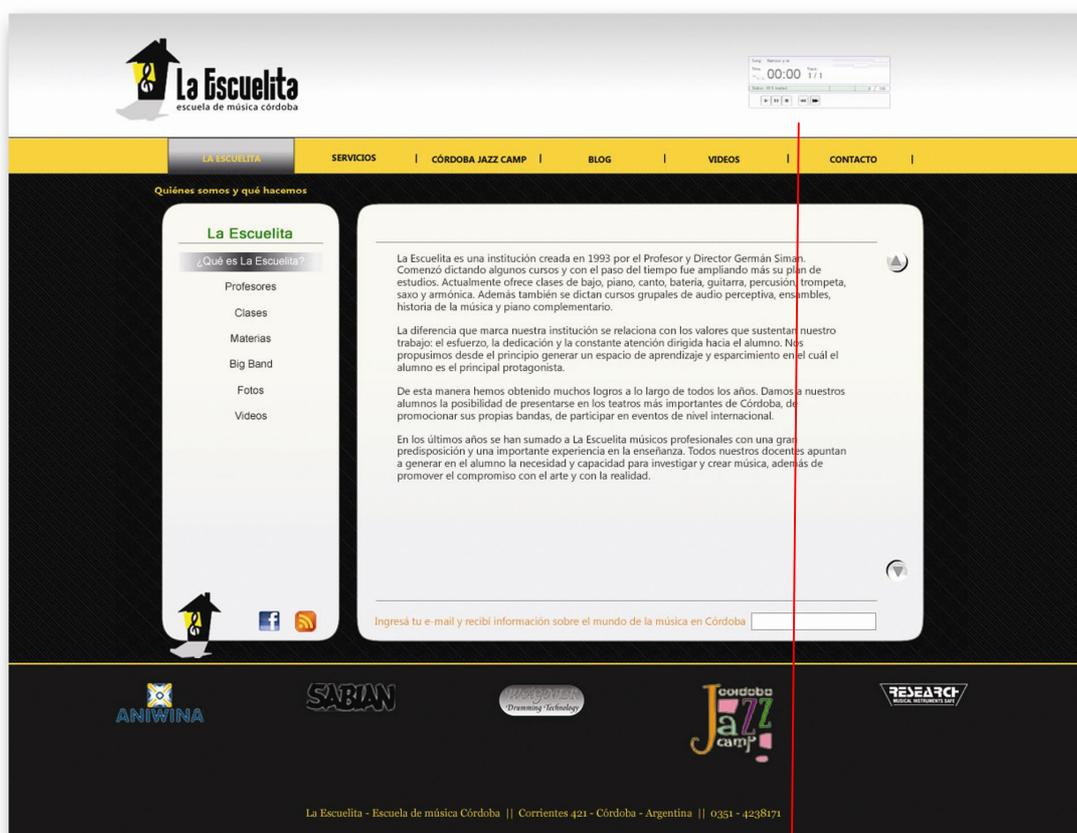 La Escuelita
escuela de música córdoba
00:00 1 / 1
LA ESCUELITA
SERVICIOS | CÓRDOBA JAZZ CAMP | BLOG | VIDEOS | CONTACTO |
Quiénes somos y qué hacemos
La Escuelita
¿Qué es La Escuelita?
Profesores
Clases
Materias
Big Band
Fotos
Videos
La Escuelita es una institución creada en 1993 por el Profesor y Director Germán Siman.
Comenzó dictando algunos cursos y con el paso del tiempo fue ampliando más su plan de
estudios. Actualmente ofrece clases de bajo, piano, canto, batería, guitarra, percusión, trompeta,
saxo y armónica. Además también se dictan cursos grupales de audio perceptiva, ensambles,
historia de la música y piano complementario.
La diferencia que marca nuestra institución se relaciona con los valores que sustentan nuestro
trabajo: el esfuerzo, la dedicación y la constante atención dirigida hacia el alumno. Nos
propusimos desde el principio generar un espacio de aprendizaje y esparcimiento en el cuál el
alumno es el principal protagonista.
De esta manera hemos obtenido muchos logros a lo largo de todos los años. Damos a nuestros
alumnos la posibilidad de presentarse en los teatros más importantes de Córdoba, de
promocionar sus propias bandas, de participar en eventos de nivel internacional.
En los últimos años se han sumado a La Escuelita músicos profesionales con una gran
predisposición y una importante experiencia en la enseñanza. Todos nuestros docentes apuntan
a generar en el alumno la necesidad y capacidad para investigar y crear música, además de
promover el compromiso con el arte y con la realidad.
Ingresá tu e-mail y recibí información sobre el mundo de la música en Córdoba
ANIWINA
SABIAN
Drumming Technology
cordoba
Jazz
camp
RESEARCH
MUSICAL INSTRUMENTS SAFE
La Escuelita - Escuela de música Córdoba || Corrientes 421 - Córdoba - Argentina || 0351 - 4238171